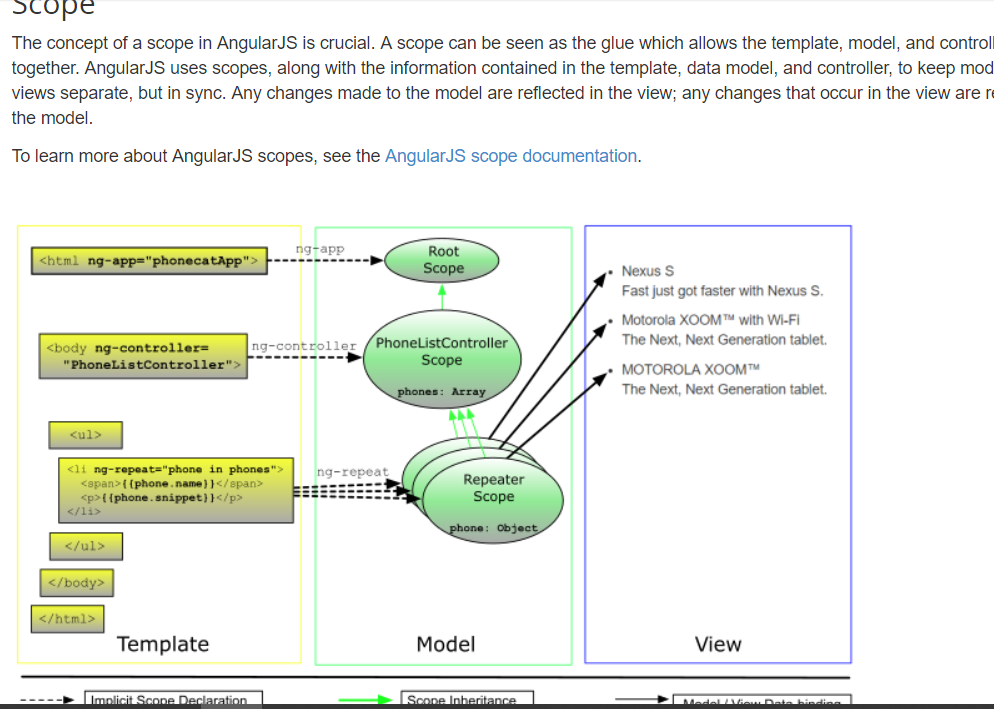 Scope
The concept of a scope in AngularJS is crucial. A scope can be seen as the glue which allows the template, model, and
together. AngularJS uses scopes, along with the information contained in the template, data model, and controller, to keep
views separate, but in sync. Any changes made to the model are reflected in the view; any changes that occur in the view are
the model.
To learn more about AngularJS scopes, see the AngularJS scope documentation.
<html ng-app="phonecatApp">
ng-app
Root
Scope
<body ng-controller=
"PhoneListController">
ng-controller
PhoneListController
Scope
phones: Array
<ul>
<li ng-repeat="phone in phones">
<span>{{phone.name}}</span>
<p>{{phone.snippet}}</p>
</li>
ng-repeat
Repeater
Scope
phone: Object
</ul>
</body>
</html>
Nexus S
Fast just got faster with Nexus S.
Motorola XOOM™ with Wi-Fi
The Next, Next Generation tablet.
MOTOROLA XOOM™
The Next, Next Generation tablet.
Template
Model
View
Implicit Scope Declaration
Scope Inheritance
Model / View Data-binding